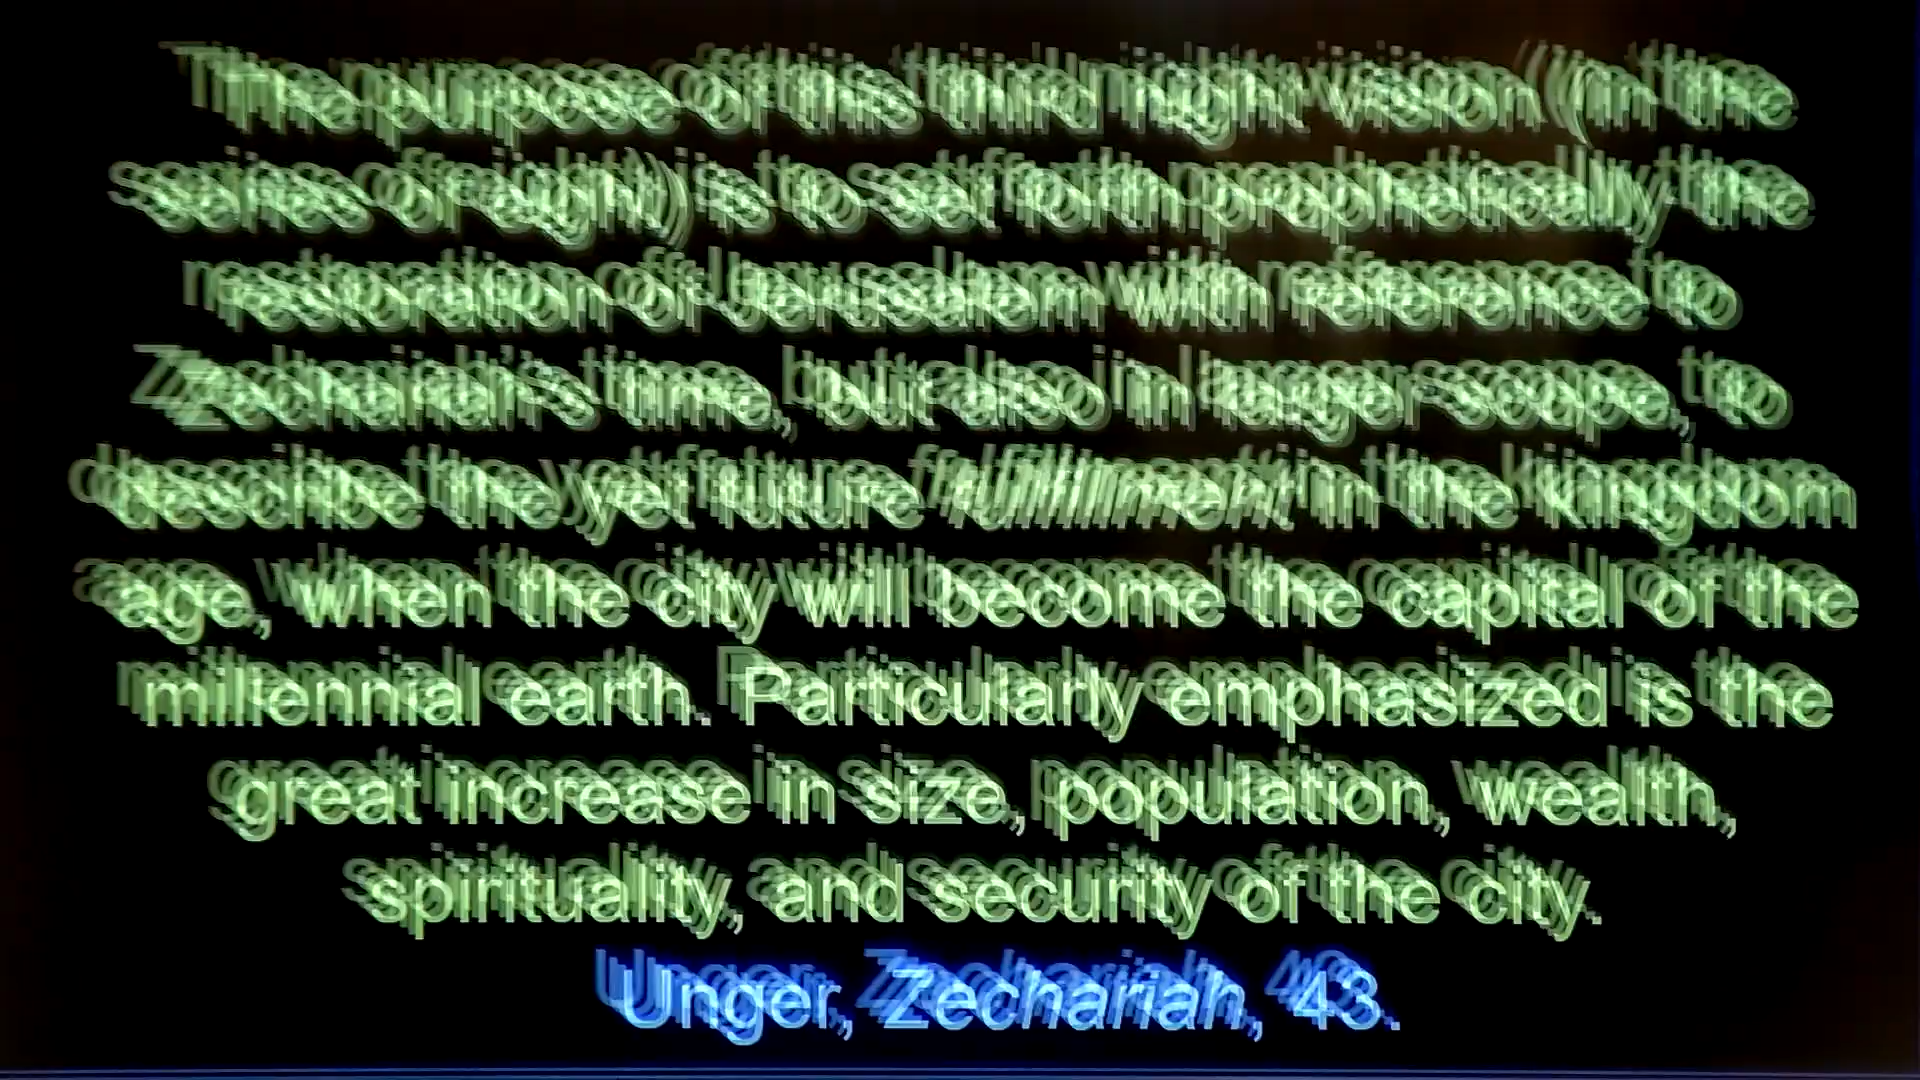 The purpose of this third night vision (in the
series of eight) is to set forth prophetically the
restoration of Jerusalem with reference to
Zechariah's time, but also in larger scope, to
describe the yet future fulfillment in the kingdom
age, when the city will become the capital of the
millennial earth. Particularly emphasized is the
great increase in size, population, wealth,
spirituality, and security of the city.
Unger, Zechariah, 43.